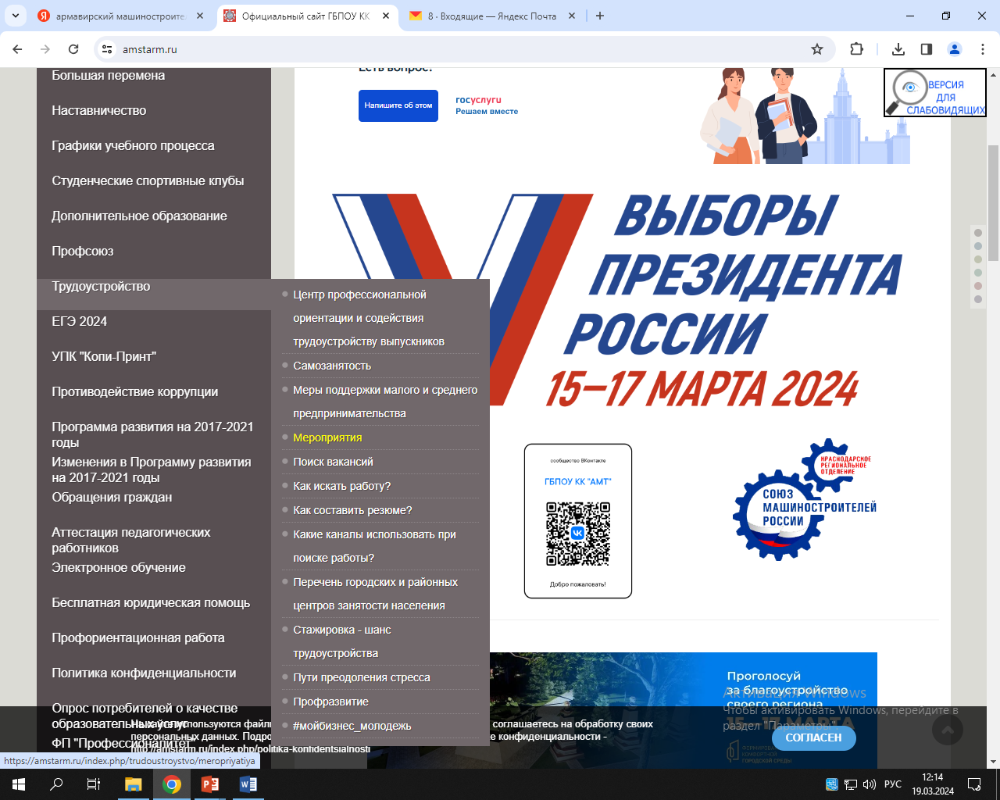 армавирский машиностроите
Официальный сайт ГБПОУ КК
8 · Входящие — Яндекс Почта
amstarm.ru
Большая перемена
Наставничество
Графики учебного процесса
Студенческие спортивные клубы
Дополнительное образование
Профсоюз
Трудоустройство
ЕГЭ 2024
УПК "Копи-Принт"
Противодействие коррупции
Программа развития на 2017-2021
годы
Изменения в Программу развития
на 2017-2021 годы
Обращения граждан
Аттестация педагогических
работников
Электронное обучение
Бесплатная юридическая помощь
Профориентационная работа
Политика конфиденциальности
Опрос потребителей о качестве
образовательных услуг
ФП "Профессионалитет"
Центр профессиональной
ориентации и содействия
трудоустройству выпускников
Самозанятость
Меры поддержки малого и среднего
предпринимательства
Мероприятия
Поиск вакансий
Как искать работу?
Как составить резюме?
Какие каналы использовать при
поиске работы?
Перечень городских и районных
центров занятости населения
Стажировка - шанс
трудоустройства
Пути преодоления стресса
Профразвитие
#мойбизнес_молодежь
Есть вопрос?
Напишите об этом
госуслуги
Решаем вместе
ВЕРСИЯ
ДЛЯ
СЛАБОВИДЯЩИХ
ВЫБОРЫ
ПРЕЗИДЕНТА
РОССИИ
15–17 МАРТА 2024
сообщество ВКонтакте
ГБПОУ КК "АМТ"
Добро пожаловать!
КРАСНОДАРСКОЕ
РЕГИОНАЛЬНОЕ
ОТДЕЛЕНИЕ
СОЮЗ
МАШИНОСТРОИТЕЛЕЙ
РОССИИ
Проголосуй
за благоустройство
своего региона
ФОРМИРОВАНИЕ
КОМФОРТНОЙ
ГОРОДСКОЙ СРЕДЫ
Активация Windows
Чтобы активировать Windows, перейдите в
раздел "Параметры".
На сайте используются файлы
соглашаетесь на обработку своих
персональных данных.
конфиденциальности -
http://amstarm.ru/index.php/politika-konfidentsialnosti
СОГЛАСЕН
https://amstarm.ru/index.php/trudoustroystvo/meropriyatiya
РУС
12:14
19.03.2024